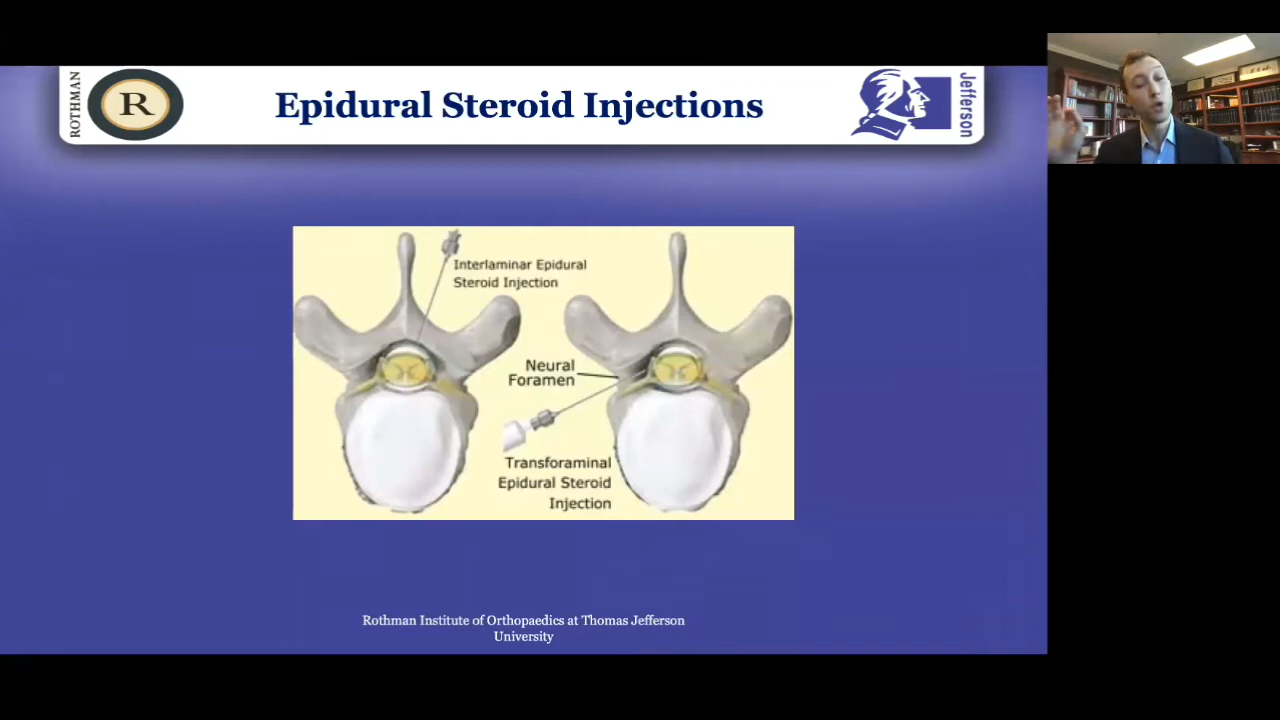 ROTHMAN
R
Epidural Steroid Injections
Jefferson
Interlaminar Epidural
Steroid Injection
Neural
Foramen
Transforaminal
Epidural Steroid
Injection
Rothman Institute of Orthopaedics at Thomas Jefferson
University